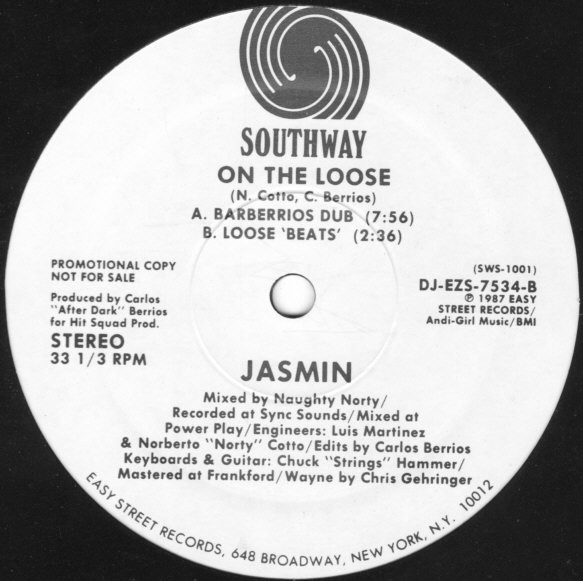 SOUTHWAY
ON THE LOOSE
(N. Cotto, C. Berrios)
A. BARBERRIOS DUB (7:56)
B. LOOSE 'BEATS' (2:36)
PROMOTIONAL COPY
NOT FOR SALE
Produced by Carlos
"After Dark" Berrios
for Hit Squad Prod.
STEREO
33 1/3 RPM
(SWS-1001)
DJ-EZS-7534-B
℗ 1987 EASY
STREET RECORDS/
Andi-Girl Music/BMI
JASMIN
Mixed by Naughty Norty/
Recorded at Sync Sounds/Mixed at
Power Play/Engineers: Luis Martinez
& Norberto "Norty" Cotto/Edits by Carlos Berrios
Keyboards & Guitar: Chuck "Strings" Hammer/
Mastered at Frankford/Wayne by Chris Gehringer
EASY STREET RECORDS, 648 BROADWAY, NEW YORK, N.Y. 10012